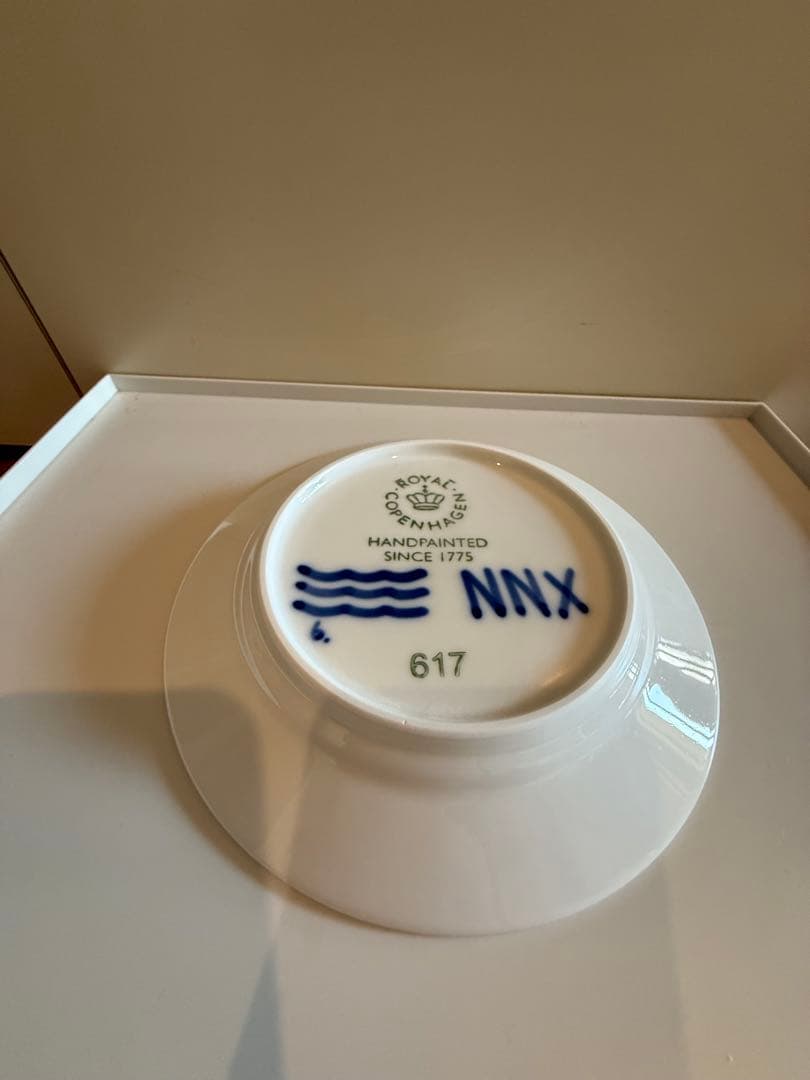 ROYAL COPENHAGEN
HANDPAINTED
SINCE 1775
NNX
6.
617